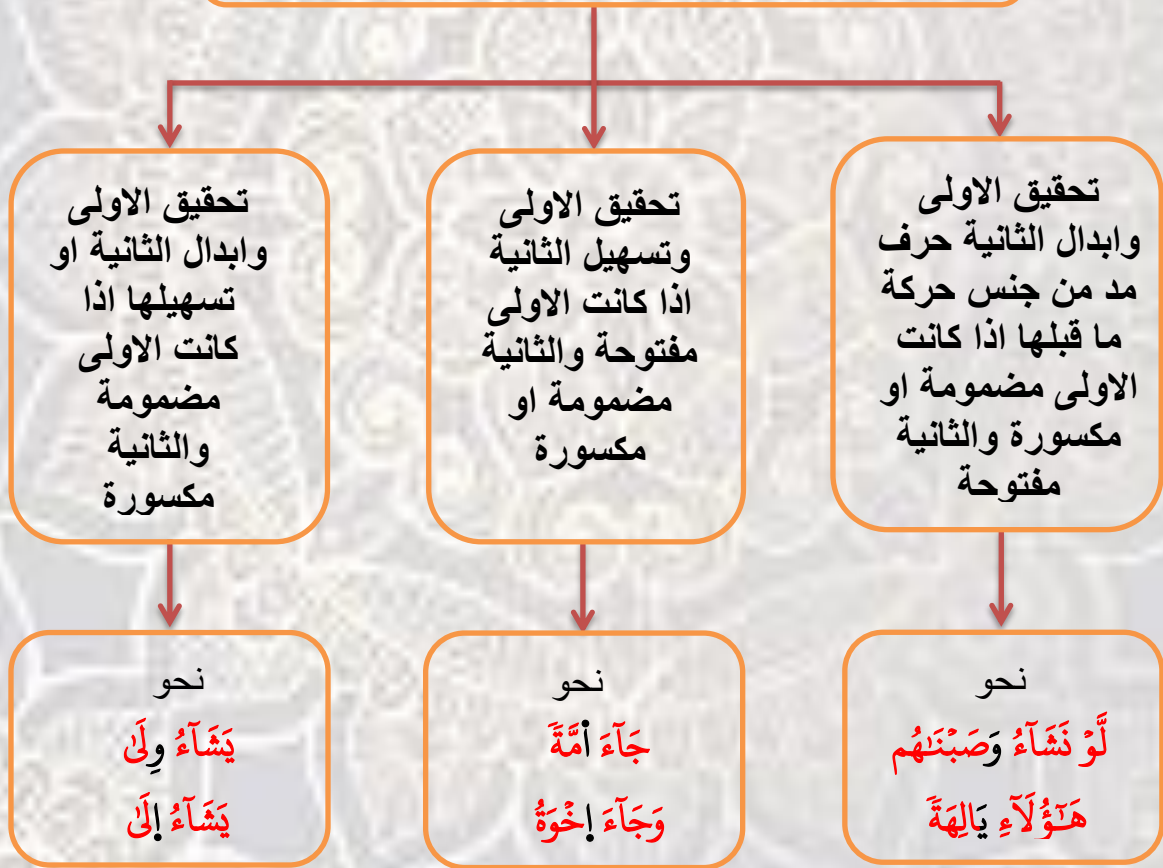 تحقيق الاولى
وابدال الثانية حرف
مد من جنس حركة
ما قبلها اذا كانت
الاولى مضمومة او
مكسورة والثانية
مفتوحة
تحقيق الاولى
وتسهيل الثانية
اذا كانت الاولى
مفتوحة والثانية
مضمومة او
مكسورة
تحقيق الاولى
وابدال الثانية او
تسهيلها اذا
كانت الاولى
مضمومة
والثانية
مكسورة
نحو
لَّوۡ نَشَآءُ وَصَبۡنَٰهُم
هَٰٓؤُلَآءِ يَالِهَةٗ
نحو
جَآءَ اُ۬مَّةٗ
وَجَآءَ اِ۪خۡوَةُ
نحو
يَشَآءُ وِلَىٰ
يَشَآءُ اِ۪لَىٰ